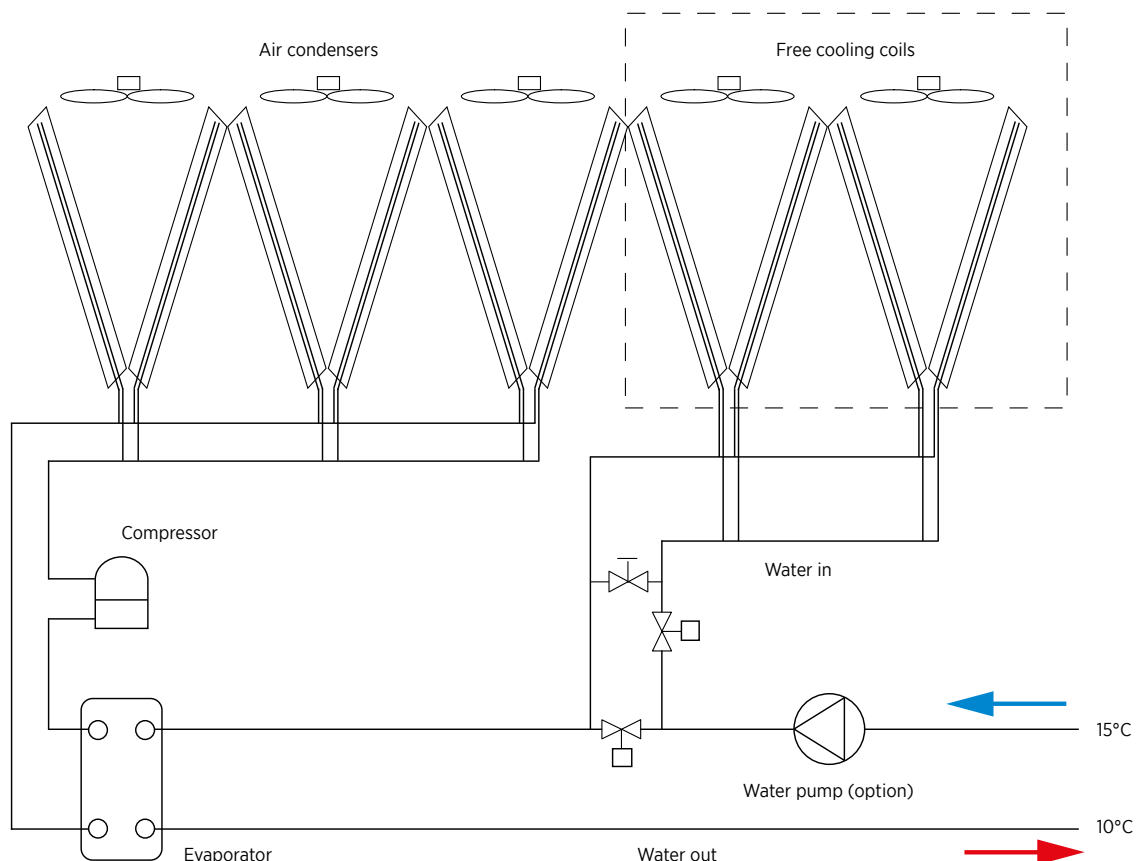 Air condensers
Free cooling coils
Compressor
Water in
15°C
Water pump (option)
10°C
Evaporator
Water out